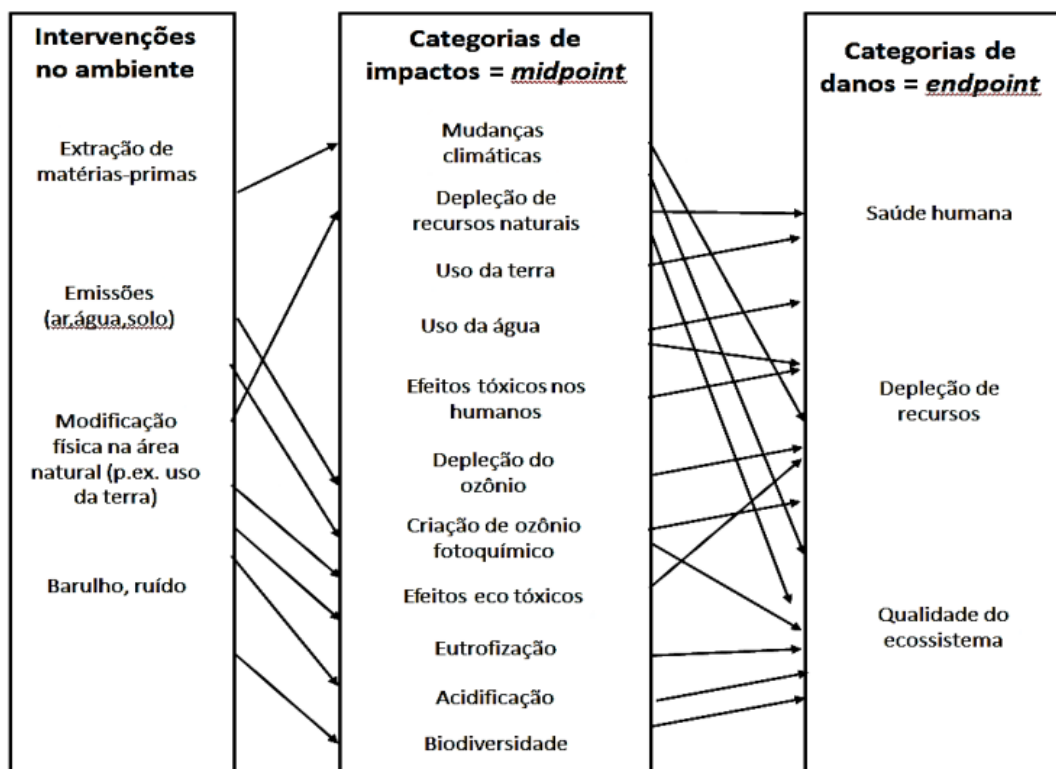 Intervenções
no ambiente
Extração de
matérias-primas
Emissões
(ar,água,solo)
Modificação
física na área
natural (p.ex. uso
da terra)
Barulho, ruído
Categorias de
impactos = midpoint
Mudanças
climáticas
Depleção de
recursos naturais
Uso da terra
Uso da água
Efeitos tóxicos nos
humanos
Depleção do
ozônio
Criação de ozônio
fotoquímico
Efeitos eco tóxicos
Eutrofização
Acidificação
Biodiversidade
Categorias de
danos = endpoint
Saúde humana
Depleção de
recursos
Qualidade do
ecossistema